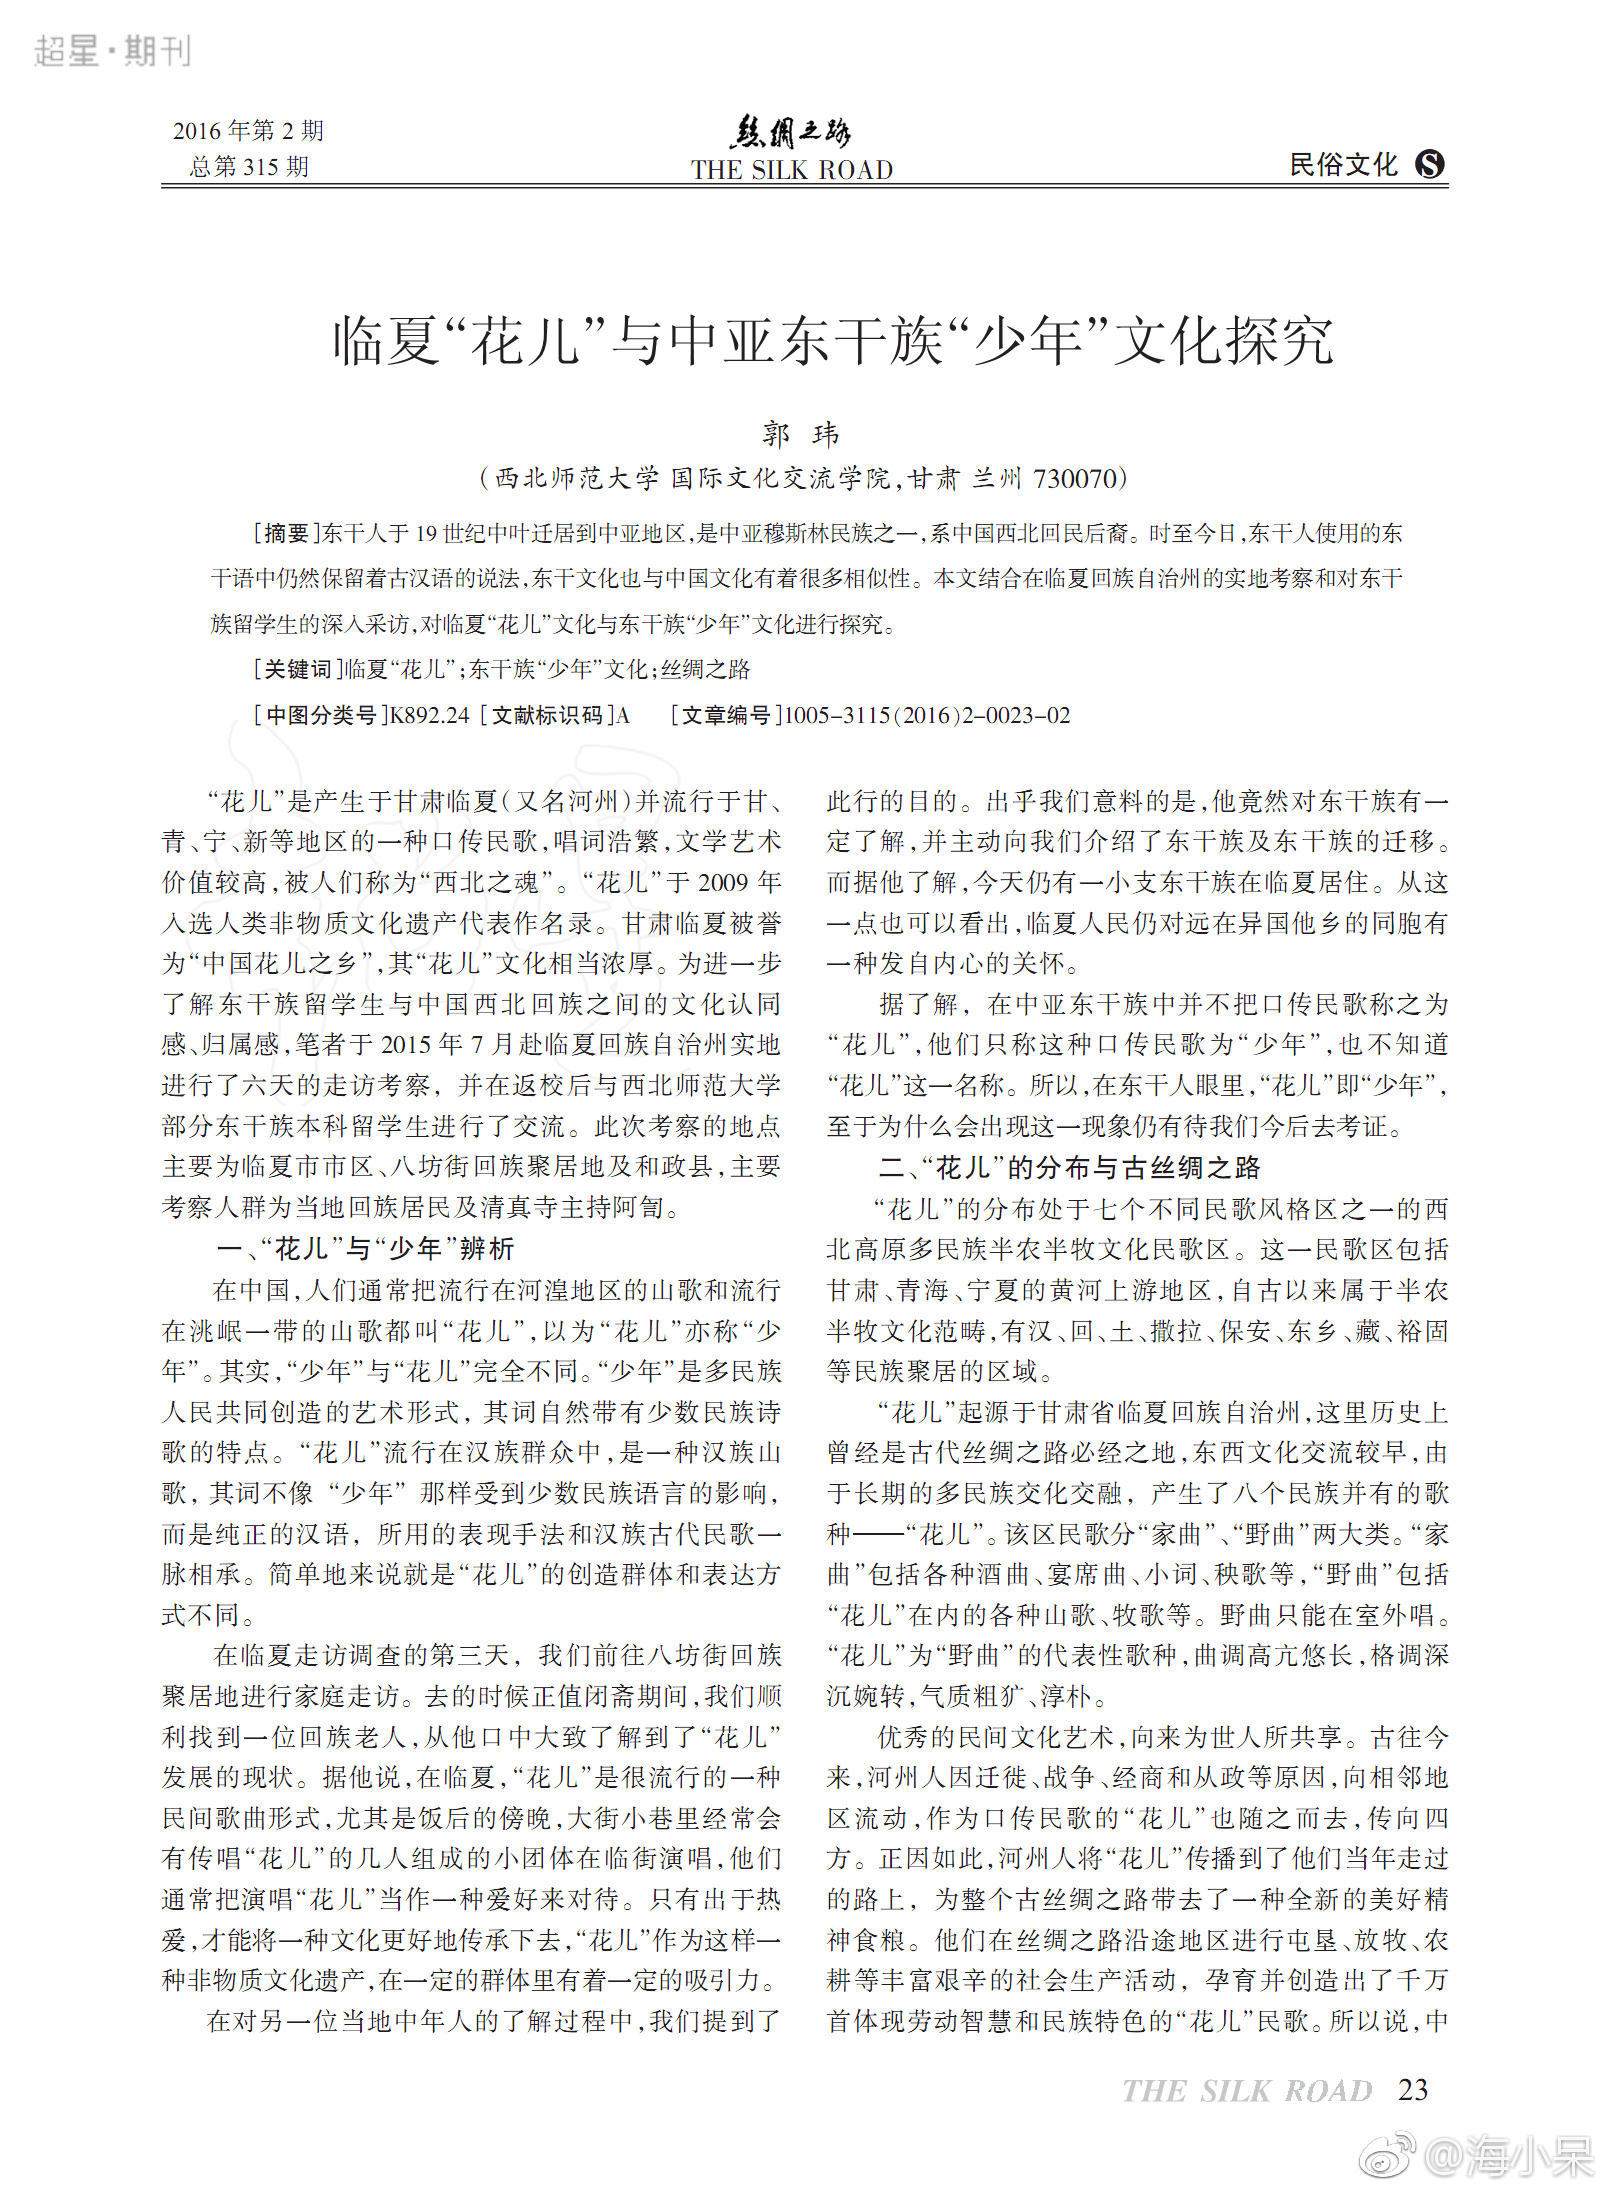 超星·期刊
2016 年第 2 期
总第 315 期
丝绸之路
THE SILK ROAD
民俗文化 S
临夏“花儿”与中亚东干族“少年”文化探究
郭 玮
(西北师范大学 国际文化交流学院,甘肃 兰州 730070)
[摘要]东干人于 19 世纪中叶迁居到中亚地区,是中亚穆斯林民族之一,系中国西北回民后裔。时至今日,东干人使用的东
干语中仍然保留着古汉语的说法,东干文化也与中国文化有着很多相似性。本文结合在临夏回族自治州的实地考察和对东干
族留学生的深入采访,对临夏“花儿”文化与东干族“少年”文化进行探究。
[关键词]临夏“花儿”;东干族“少年”文化;丝绸之路
[中图分类号]K892.24 [文献标识码]A [文章编号]1005-3115(2016)2-0023-02
“花儿”是产生于甘肃临夏(又名河州)并流行于甘、
青、宁、新等地区的一种口传民歌,唱词浩繁,文学艺术
价值较高,被人们称为“西北之魂”。“花儿”于 2009 年
入选人类非物质文化遗产代表作名录。甘肃临夏被誉
为“中国花儿之乡”,其“花儿”文化相当浓厚。为进一步
了解东干族留学生与中国西北回族之间的文化认同
感、归属感,笔者于 2015 年 7 月赴临夏回族自治州实地
进行了六天的走访考察, 并在返校后与西北师范大学
部分东干族本科留学生进行了交流。此次考察的地点
主要为临夏市市区、八坊街回族聚居地及和政县,主要
考察人群为当地回族居民及清真寺主持阿訇。
一、“花儿”与“少年”辨析
在中国,人们通常把流行在河湟地区的山歌和流行
在洮岷一带的山歌都叫“花儿”,以为“花儿”亦称“少
年”。其实,“少年”与“花儿”完全不同。“少年”是多民族
人民共同创造的艺术形式, 其词自然带有少数民族诗
歌的特点。“花儿”流行在汉族群众中,是一种汉族山
歌, 其词不像 “少年” 那样受到少数民族语言的影响,
而是纯正的汉语, 所用的表现手法和汉族古代民歌一
脉相承。简单地来说就是“花儿”的创造群体和表达方
式不同。
在临夏走访调查的第三天, 我们前往八坊街回族
聚居地进行家庭走访。去的时候正值闭斋期间,我们顺
利找到一位回族老人,从他口中大致了解到了“花儿”
发展的现状。据他说,在临夏,“花儿”是很流行的一种
民间歌曲形式,尤其是饭后的傍晚,大街小巷里经常会
有传唱“花儿”的几人组成的小团体在临街演唱,他们
通常把演唱“花儿”当作一种爱好来对待。只有出于热
爱,才能将一种文化更好地传承下去,“花儿”作为这样一
种非物质文化遗产,在一定的群体里有着一定的吸引力。
在对另一位当地中年人的了解过程中,我们提到了
此行的目的。出乎我们意料的是,他竟然对东干族有一
定了解,并主动向我们介绍了东干族及东干族的迁移。
而据他了解,今天仍有一小支东干族在临夏居住。从这
一点也可以看出,临夏人民仍对远在异国他乡的同胞有
一种发自内心的关怀。
据了解, 在中亚东干族中并不把口传民歌称之为
“花儿”,他们只称这种口传民歌为“少年”,也不知道
“花儿”这一名称。所以,在东干人眼里,“花儿”即“少年”,
至于为什么会出现这一现象仍有待我们今后去考证。
二、“花儿”的分布与古丝绸之路
“花儿”的分布处于七个不同民歌风格区之一的西
北高原多民族半农半牧文化民歌区。这一民歌区包括
甘肃、青海、宁夏的黄河上游地区,自古以来属于半农
半牧文化范畴,有汉、回、土、撒拉、保安、东乡、藏、裕固
等民族聚居的区域。
“花儿”起源于甘肃省临夏回族自治州,这里历史上
曾经是古代丝绸之路必经之地,东西文化交流较早,由
于长期的多民族交化交融, 产生了八个民族并有的歌
种——“花儿”。该区民歌分“家曲”、“野曲”两大类。“家
曲”包括各种酒曲、宴席曲、小词、秧歌等,“野曲”包括
“花儿”在内的各种山歌、牧歌等。野曲只能在室外唱。
“花儿”为“野曲”的代表性歌种,曲调高亢悠长,格调深
沉婉转,气质粗犷、淳朴。
优秀的民间文化艺术,向来为世人所共享。古往今
来,河州人因迁徙、战争、经商和从政等原因,向相邻地
区流动,作为口传民歌的“花儿”也随之而去,传向四
方。正因如此,河州人将“花儿”传播到了他们当年走过
的路上, 为整个古丝绸之路带去了一种全新的美好精
神食粮。他们在丝绸之路沿途地区进行屯垦、放牧、农
耕等丰富艰辛的社会生产活动, 孕育并创造出了千万
首体现劳动智慧和民族特色的“花儿”民歌。所以说,中
THE SILK ROAD 23
@海小呆